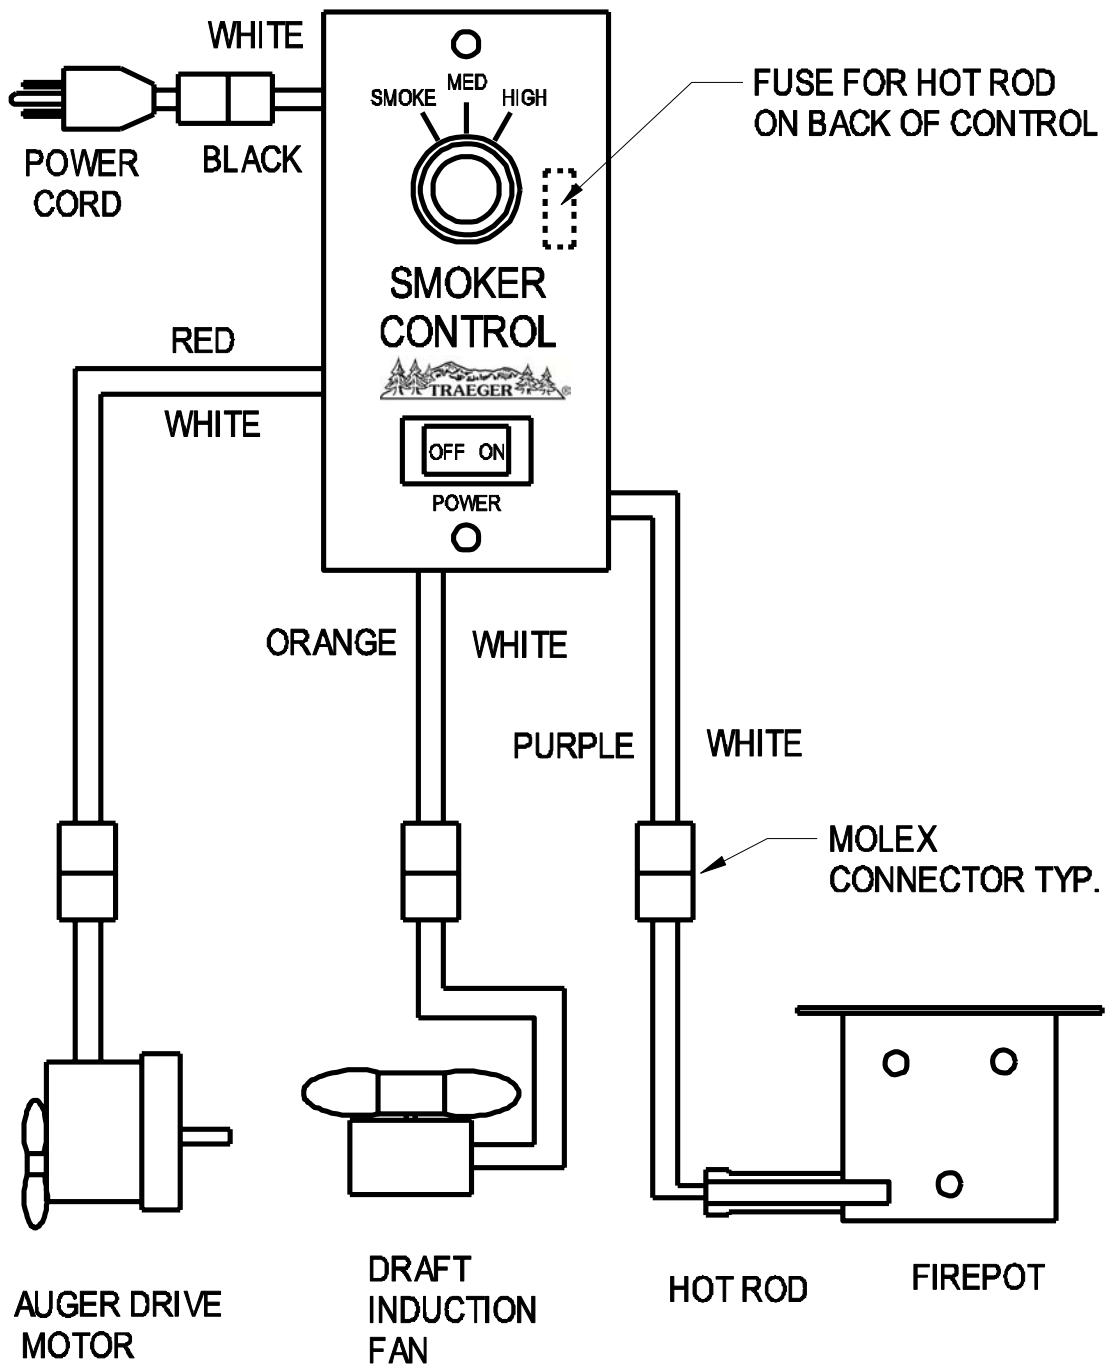 WHITE
POWER
CORD
BLACK
SMOKE
MED
HIGH
FUSE FOR HOT ROD
ON BACK OF CONTROL
SMOKER
CONTROL
TRAEGER ®
OFF ON
POWER
RED
WHITE
ORANGE
WHITE
PURPLE
WHITE
MOLEX
CONNECTOR TYP.
AUGER DRIVE
MOTOR
DRAFT
INDUCTION
FAN
HOT ROD
FIREPOT